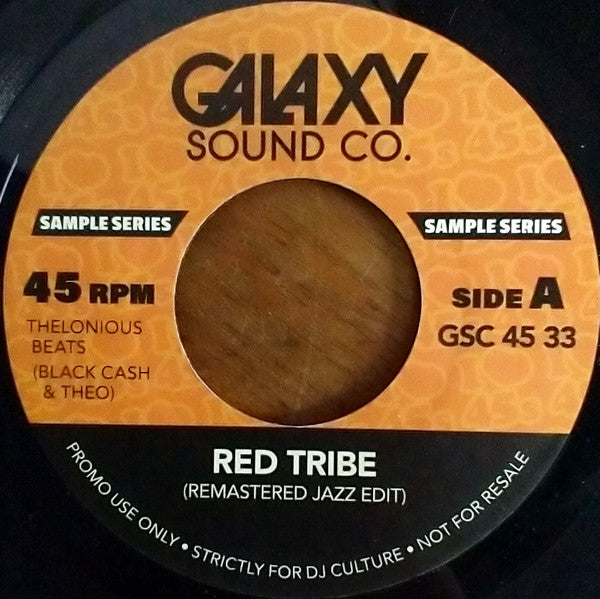 GALAXY
SOUND CO.
SAMPLE SERIES
SAMPLE SERIES
45 RPM
THELONIOUS
BEATS
(BLACK CASH
& THEO)
SIDE A
GSC 45 33
RED TRIBE
(REMASTERED JAZZ EDIT)
PROMO USE ONLY • STRICTLY FOR DJ CULTURE • NOT FOR RESALE